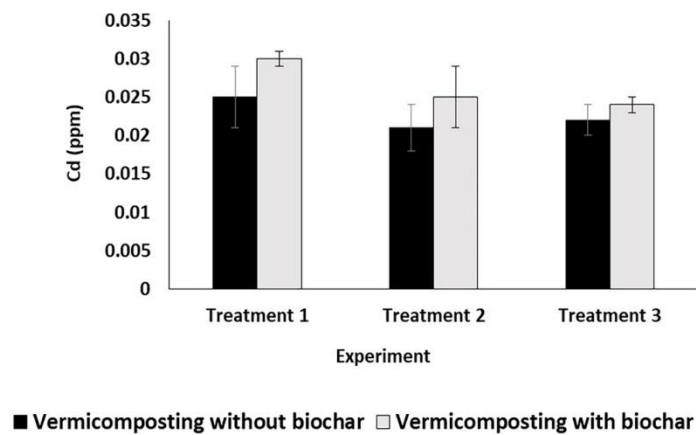 0.035
0.03
0.025
0.02
0.015
0.01
0.005
0
Cd (ppm)
Treatment 1 Treatment 2 Treatment 3
Experiment
Vermicomposting without biochar Vermicomposting with biochar